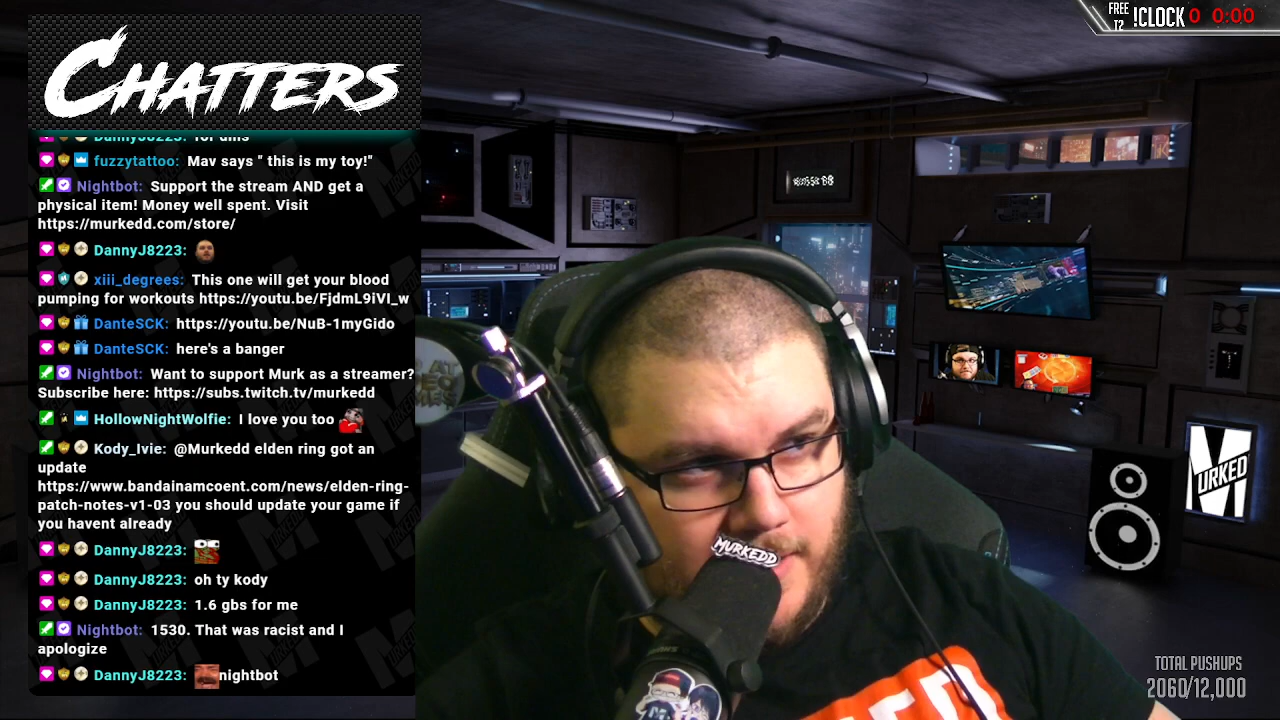 CHATTERS
DannyJ8223: for dms
fuzzytattoo: Mav says " this is my toy!"
Nightbot: Support the stream AND get a
physical item! Money well spent. Visit
https://murkedd.com/store/
DannyJ8223:
xiii_degrees: This one will get your blood
pumping for workouts https://youtu.be/FjdmL9iVI_w
DanteSCK: https://youtu.be/NuB-1myGido
DanteSCK: here's a banger
Nightbot: Want to support Murk as a streamer?
Subscribe here: https://subs.twitch.tv/murkedd
HollowNightWolfie: I love you too
Kody_Ivie: @Murkedd elden ring got an
update
https://www.bandainamcoent.com/news/elden-ring-
patch-notes-v1-03 you should update your game if
you havent already
DannyJ8223:
DannyJ8223: oh ty kody
DannyJ8223: 1.6 gbs for me
Nightbot: 1530. That was racist and I
apologize
DannyJ8223: nightbot
FREE
12
!CLOCK 0 0:00
MURKEDD
MURKED
TOTAL PUSHUPS
2060/12,000